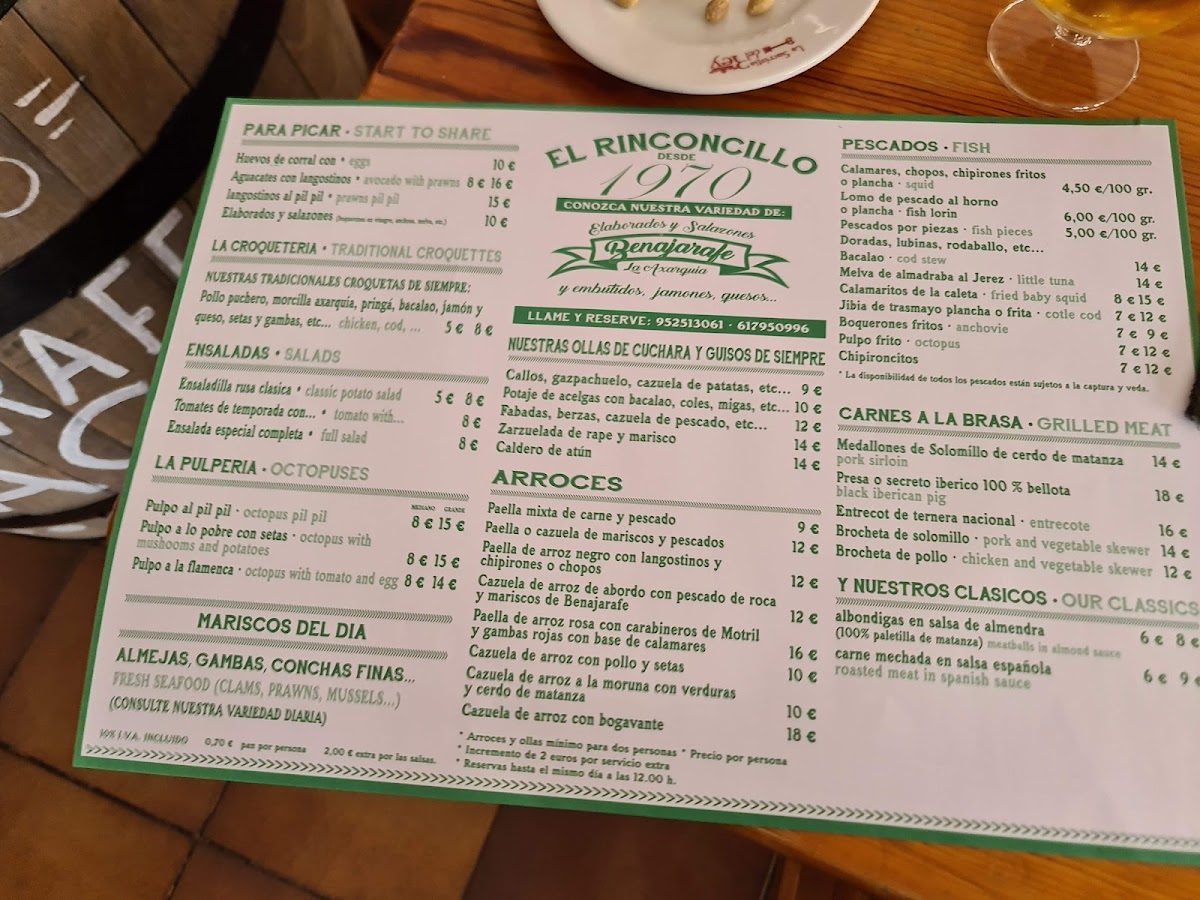 PARA PICAR • START TO SHARE
Huevos de corral con • eggs 10 €
Aguacates con langostinos • avocado with prawns 8 € 16 €
langostinos al pil pil • prawns pil pil 15 €
Elaborados y salazones 10 €
LA CROQUETERIA • TRADITIONAL CROQUETTES
NUESTRAS TRADICIONALES CROQUETAS DE SIEMPRE:
Pollo puchero, morcilla axarquia, pringá, bacalao, jamón y
queso, setas y gambas, etc... chicken, cod, ... 5 € 8 €
ENSALADAS • SALADS
Ensaladilla rusa clasica • classic potato salad 5 € 8 €
Tomates de temporada con... • tomato with... 8 €
Ensalada especial completa • full salad 8 €
LA PULPERIA • OCTOPUSES
MEDIANO GRANDE
Pulpo al pil pil • octopus pil pil 8 € 15 €
Pulpo a lo pobre con setas • octopus with
mushooms and potatoes 8 € 15 €
Pulpo a la flamenca • octopus with tomato and egg 8 € 14 €
MARISCOS DEL DIA
ALMEJAS, GAMBAS, CONCHAS FINAS...
FRESH SEAFOOD (CLAMS, PRAWNS, MUSSELS...)
(CONSULTE NUESTRA VARIEDAD DIARIA)
10% I.V.A. INCLUIDO 0,70 € pan por persona 2,00 € extra por las salsas.
EL RINCONCILLO
DESDE
1970
CONOZCA NUESTRA VARIEDAD DE:
Elaborados y Salazones
Benajarafe
La Axarquia
y embutidos, jamones, quesos...
LLAME Y RESERVE: 952513061 • 617950996
NUESTRAS OLLAS DE CUCHARA Y GUISOS DE SIEMPRE
Callos, gazpachuelo, cazuela de patatas, etc... 9 €
Potaje de acelgas con bacalao, coles, migas, etc... 10 €
Fabadas, berzas, cazuela de pescado, etc... 12 €
Zarzuelada de rape y marisco 14 €
Caldero de atún 14 €
ARROCES
Paella mixta de carne y pescado 9 €
Paella o cazuela de mariscos y pescados 12 €
Paella de arroz negro con langostinos y
chipirones o chopos 12 €
Cazuela de arroz de abordo con pescado de roca
y mariscos de Benajarafe 12 €
Paella de arroz rosa con carabineros de Motril
y gambas rojas con base de calamares 16 €
Cazuela de arroz con pollo y setas 10 €
Cazuela de arroz a la moruna con verduras
y cerdo de matanza 10 €
Cazuela de arroz con bogavante 18 €
* Arroces y ollas mínimo para dos personas * Precio por persona
* Incremento de 2 euros por servicio extra
* Reservas hasta el mismo día a las 12.00 h.
PESCADOS • FISH
Calamares, chopos, chipirones fritos
o plancha • squid 4,50 €/100 gr.
Lomo de pescado al horno
o plancha • fish lorin 6,00 €/100 gr.
Pescados por piezas • fish pieces 5,00 €/100 gr.
Doradas, lubinas, rodaballo, etc...
Bacalao • cod stew 14 €
Melva de almadraba al Jerez • little tuna 14 €
Calamaritos de la caleta • fried baby squid 8 € 15 €
Jibia de trasmayo plancha o frita • cotle cod 7 € 12 €
Boquerones fritos • anchovie 7 € 9 €
Pulpo frito • octopus 7 € 12 €
Chipironcitos 7 € 12 €
* La disponibilidad de todos los pescados están sujetos a la captura y veda.
CARNES A LA BRASA • GRILLED MEAT
Medallones de Solomillo de cerdo de matanza 14 €
pork sirloin
Presa o secreto iberico 100 % bellota 18 €
black iberican pig
Entrecot de ternera nacional • entrecote 16 €
Brocheta de solomillo • pork and vegetable skewer 14 €
Brocheta de pollo • chicken and vegetable skewer 12 €
Y NUESTROS CLASICOS • OUR CLASSICS
albondigas en salsa de almendra 6 € 8 €
(100% paletilla de matanza) meatballs in almond sauce
carne mechada en salsa española 6 € 9 €
roasted meat in spanish sauce